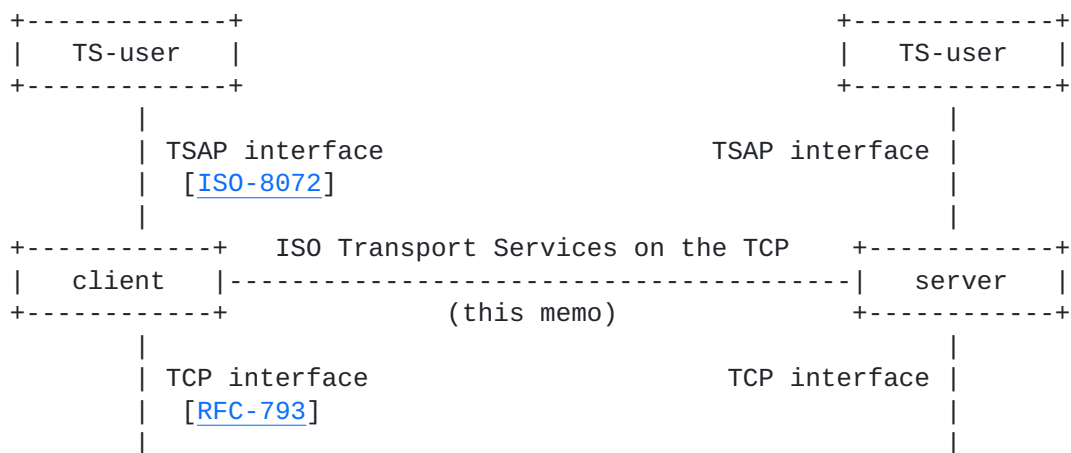 +-------------+ +-------------+
| TS-user | | TS-user |
+-------------+ +-------------+
| |
| TSAP interface TSAP interface |
| [ISO-8072] |
| |
+------------+ ISO Transport Services on the TCP +------------+
| client |----------------------------------------| server |
+------------+ (this memo) +------------+
| |
| TCP interface TCP interface |
| [RFC-793] |
| |